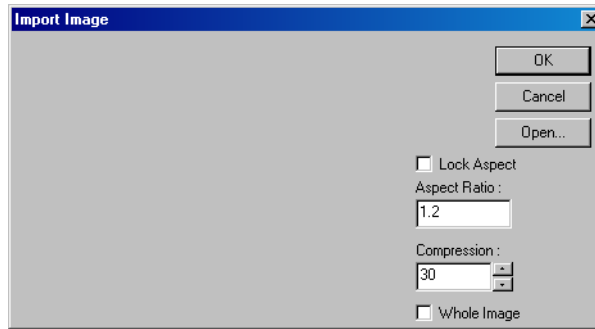 Import Image
OK
Cancel
Open...
Lock Aspect
Aspect Ratio :
1.2
Compression :
30
Whole Image